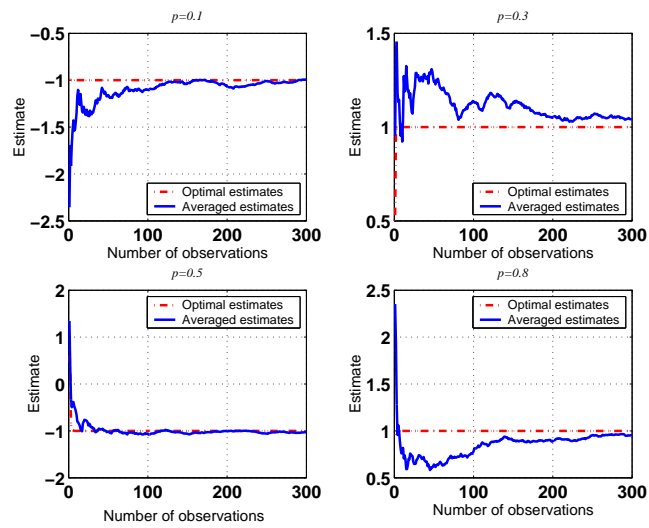 p=0.1
−0.5
−1
−1.5
−2
−2.5
Estimate
0
100
200
300
Number of observations
Optimal estimates
Averaged estimates
p=0.3
1.5
1
0.5
Estimate
0
100
200
300
Number of observations
Optimal estimates
Averaged estimates
p=0.5
2
1
0
−1
−2
Estimate
0
100
200
300
Number of observations
Optimal estimates
Averaged estimates
p=0.8
2.5
2
1.5
1
0.5
Estimate
0
100
200
300
Number of observations
Optimal estimates
Averaged estimates